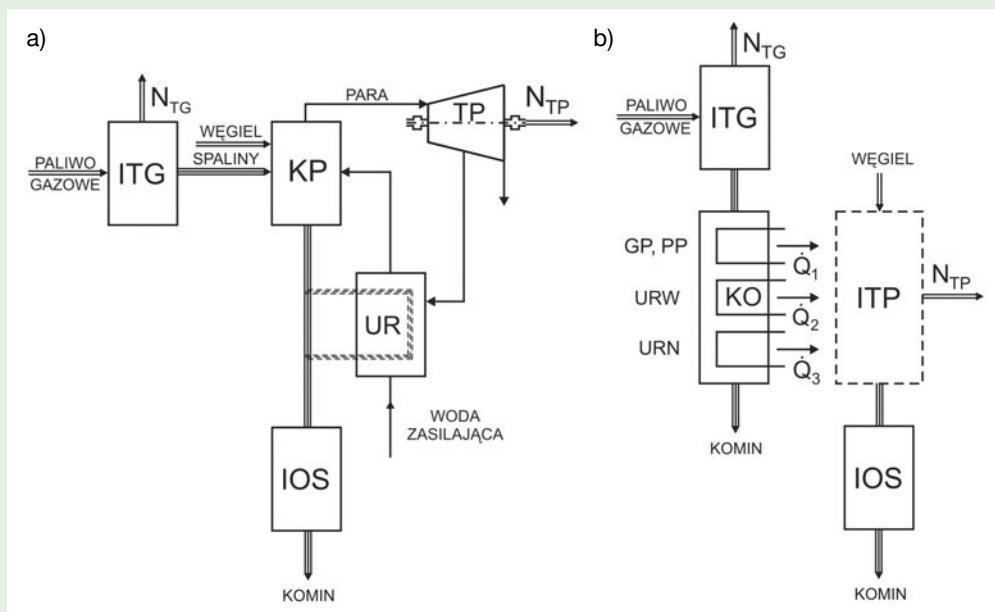 a)
N_TG
PALIWO
GAZOWE
ITG
WĘGIEL
SPALINY
KP
PARA
TP
N_TP
UR
WODA
ZASILAJĄCA
IOS
KOMIN
b)
N_TG
PALIWO
GAZOWE
ITG
WĘGIEL
GP, PP
Q̇₁
URW
KO
Q̇₂
URN
Q̇₃
ITP
N_TP
KOMIN
IOS
KOMIN